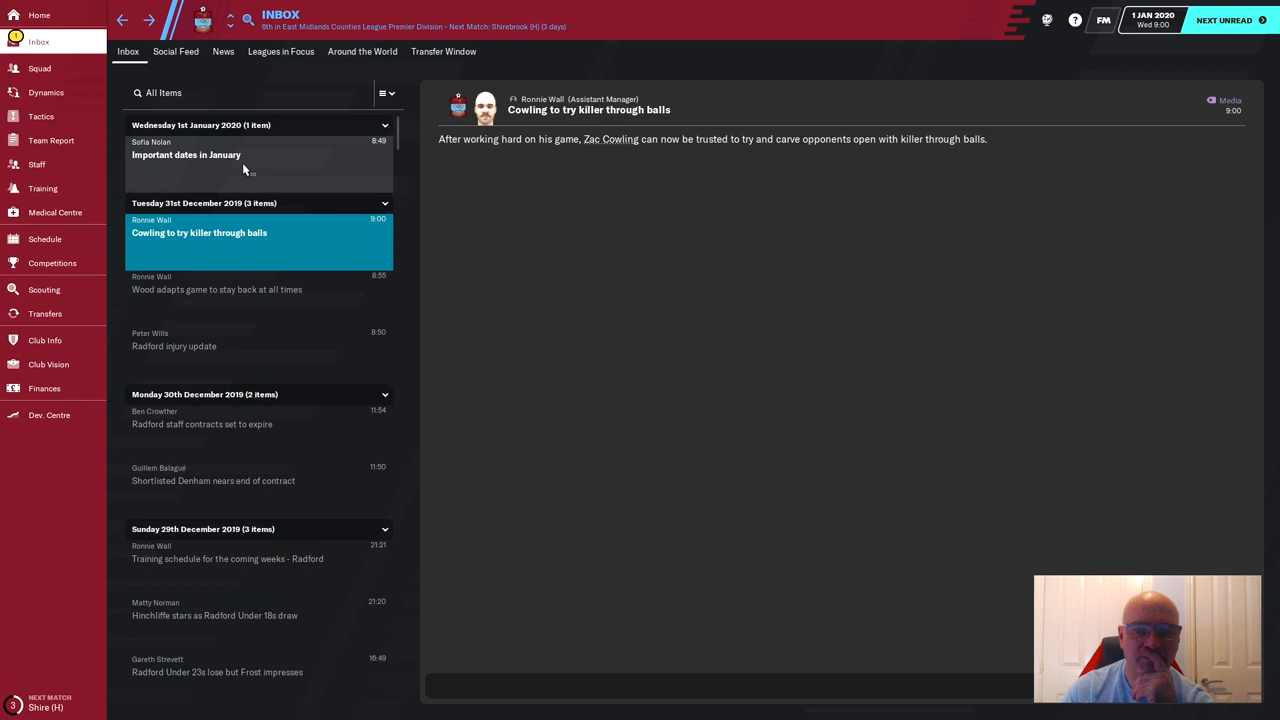 Home
INBOX
6th in East Midlands Counties League Premier Division - Next Match: Shirebrook (H) (3 days)
FM
1 JAN 2020
Wed 9:00
NEXT UNREAD
1
Inbox
Squad
Dynamics
Tactics
Team Report
Staff
Training
Medical Centre
Schedule
Competitions
Scouting
Transfers
Club Info
Club Vision
Finances
Dev. Centre
NEXT MATCH
3
Shire (H)
Inbox
Social Feed
News
Leagues in Focus
Around the World
Transfer Window
All Items
Wednesday 1st January 2020 (1 item)
Sofia Nolan
8:49
Important dates in January
Tuesday 31st December 2019 (3 items)
Ronnie Wall
9:00
Cowling to try killer through balls
Ronnie Wall
8:55
Wood adapts game to stay back at all times
Peter Wills
8:50
Radford injury update
Monday 30th December 2019 (2 items)
Ben Crowther
11:54
Radford staff contracts set to expire
Guillem Balagué
11:50
Shortlisted Denham nears end of contract
Sunday 29th December 2019 (3 items)
Ronnie Wall
21:21
Training schedule for the coming weeks - Radford
Matty Norman
21:20
Hinchliffe stars as Radford Under 18s draw
Gareth Strevett
16:49
Radford Under 23s lose but Frost impresses
Ronnie Wall (Assistant Manager)
Cowling to try killer through balls
Media
9:00
After working hard on his game, Zac Cowling can now be trusted to try and carve opponents open with killer through balls.